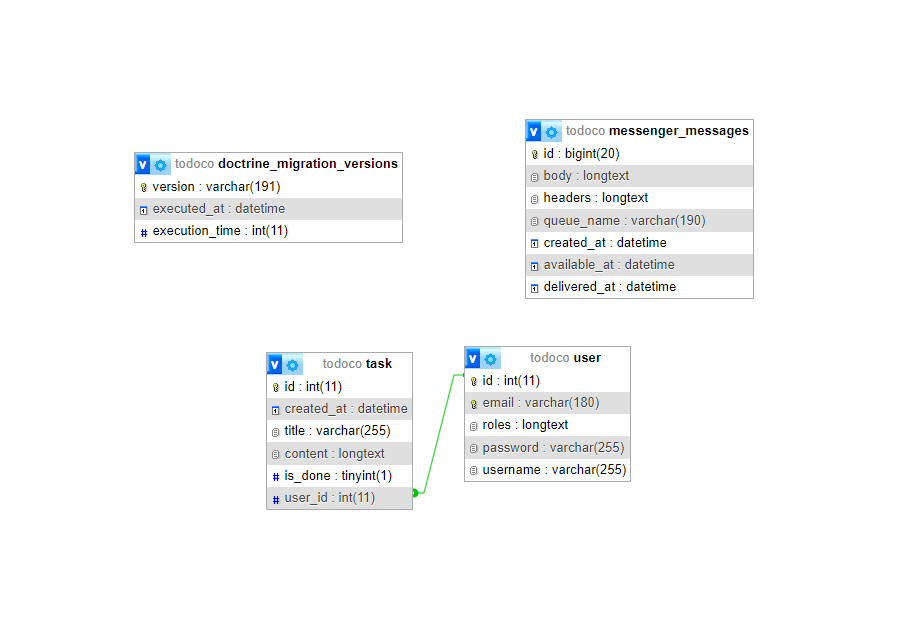 todoco doctrine_migration_versions
version : varchar(191)
executed_at : datetime
execution_time : int(11)
todoco messenger_messages
id : bigint(20)
body : longtext
headers : longtext
queue_name : varchar(190)
created_at : datetime
available_at : datetime
delivered_at : datetime
todoco task
id : int(11)
created_at : datetime
title : varchar(255)
content : longtext
is_done : tinyint(1)
user_id : int(11)
todoco user
id : int(11)
email : varchar(180)
roles : longtext
password : varchar(255)
username : varchar(255)